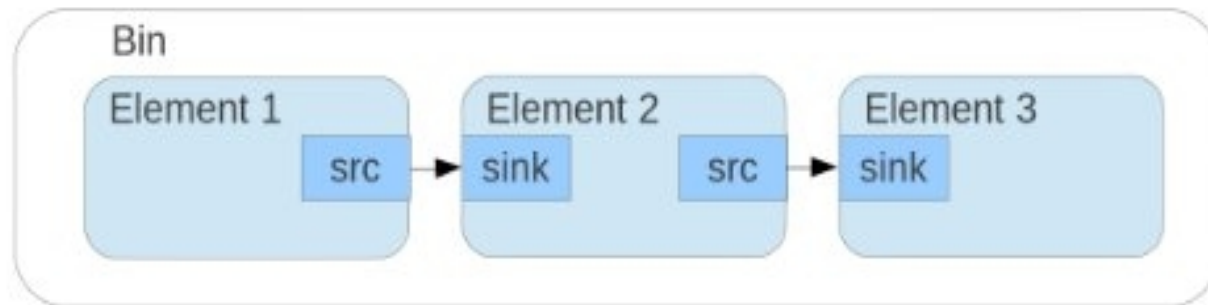 Bin
Element 1
Element 2
Element 3
src
sink
src
sink